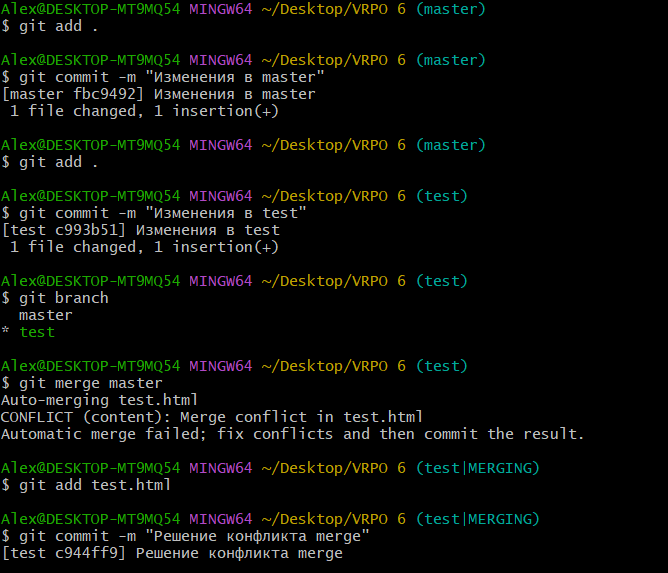 Alex@DESKTOP-MT9MQ54 MINGW64 ~/Desktop/VRPO 6 (master)
$ git add .
Alex@DESKTOP-MT9MQ54 MINGW64 ~/Desktop/VRPO 6 (master)
$ git commit -m "Изменения в master"
[master fbc9492] Изменения в master
 1 file changed, 1 insertion(+)
Alex@DESKTOP-MT9MQ54 MINGW64 ~/Desktop/VRPO 6 (master)
$ git add .
Alex@DESKTOP-MT9MQ54 MINGW64 ~/Desktop/VRPO 6 (test)
$ git commit -m "Изменения в test"
[test c993b51] Изменения в test
 1 file changed, 1 insertion(+)
Alex@DESKTOP-MT9MQ54 MINGW64 ~/Desktop/VRPO 6 (test)
$ git branch
  master
* test
Alex@DESKTOP-MT9MQ54 MINGW64 ~/Desktop/VRPO 6 (test)
$ git merge master
Auto-merging test.html
CONFLICT (content): Merge conflict in test.html
Automatic merge failed; fix conflicts and then commit the result.
Alex@DESKTOP-MT9MQ54 MINGW64 ~/Desktop/VRPO 6 (test|MERGING)
$ git add test.html
Alex@DESKTOP-MT9MQ54 MINGW64 ~/Desktop/VRPO 6 (test|MERGING)
$ git commit -m "Решение конфликта merge"
[test c944ff9] Решение конфликта merge